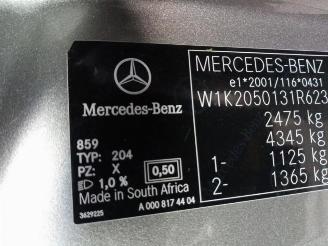 Mercedes-Benz
859
TYP: 204
PZ: X 0,50
1,0 %
Made in South Africa
3629225 A 000 817 44 04
MERCEDES-BENZ
e1*2001/116*0431
W1K2050131R623
2475 kg
4345 kg
1- 1125 kg
2- 1365 kg